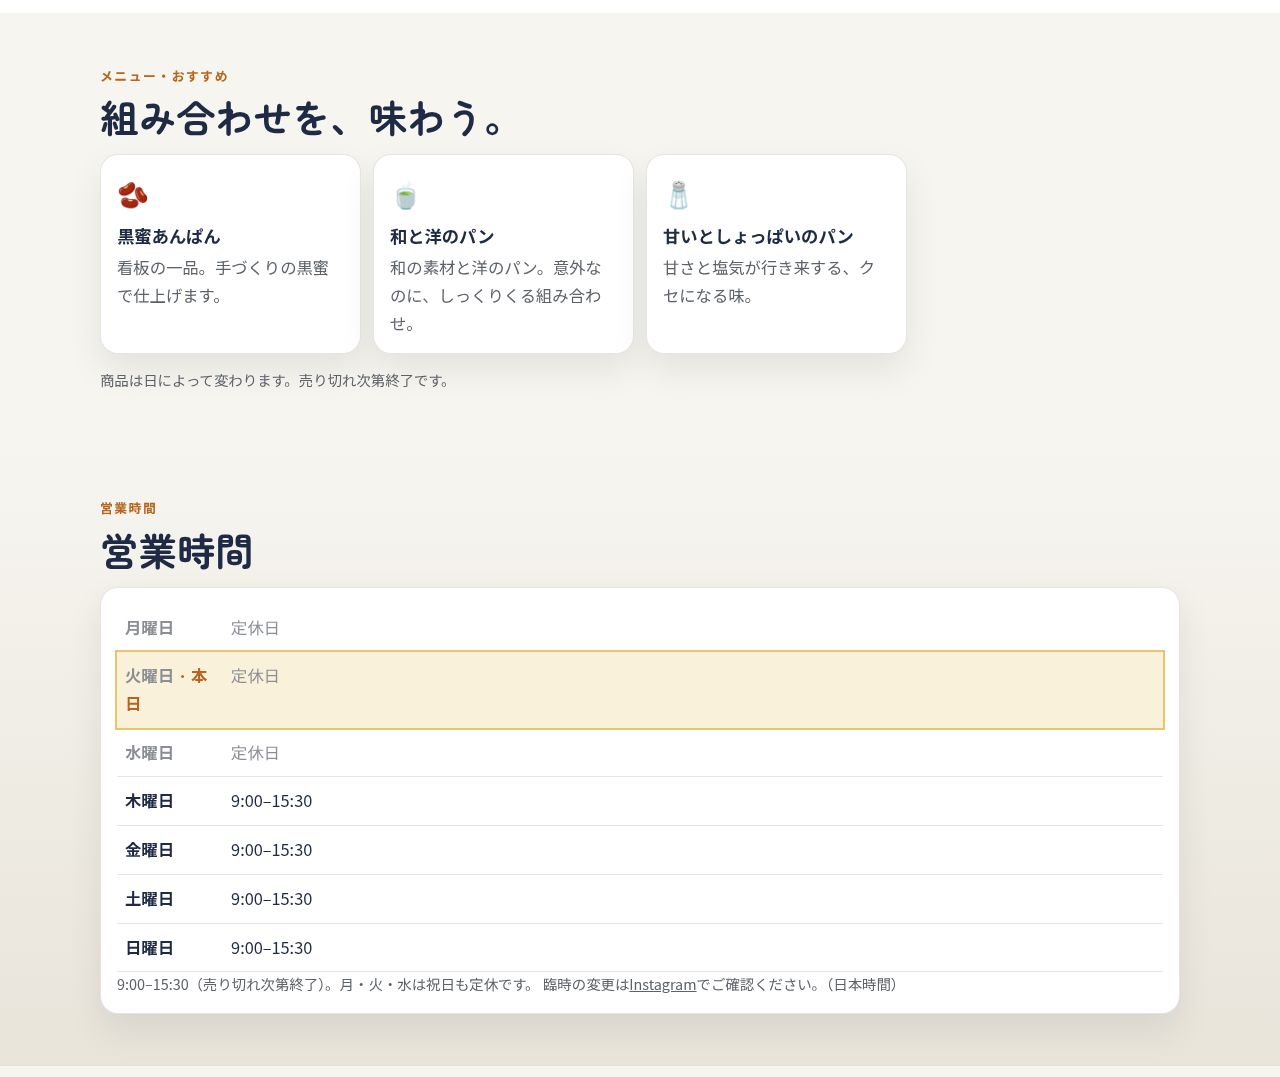 メニュー・おすすめ
組み合わせを、味わう。
黒蜜あんぱん
看板の一品。手づくりの黒蜜
で仕上げます。
和と洋のパン
和の素材と洋のパン。意外な
のに、しっくりくる組み合わ
せ。
甘いとしょっぱいのパン
甘さと塩気が行き来する、ク
セになる味。
商品は日によって変わります。売り切れ次第終了です。
営業時間
営業時間
月曜日 定休日
火曜日・本 定休日
日
水曜日 定休日
木曜日 9:00–15:30
金曜日 9:00–15:30
土曜日 9:00–15:30
日曜日 9:00–15:30
9:00–15:30（売り切れ次第終了）。月・火・水は祝日も定休です。 臨時の変更はInstagramでご確認ください。（日本時間）